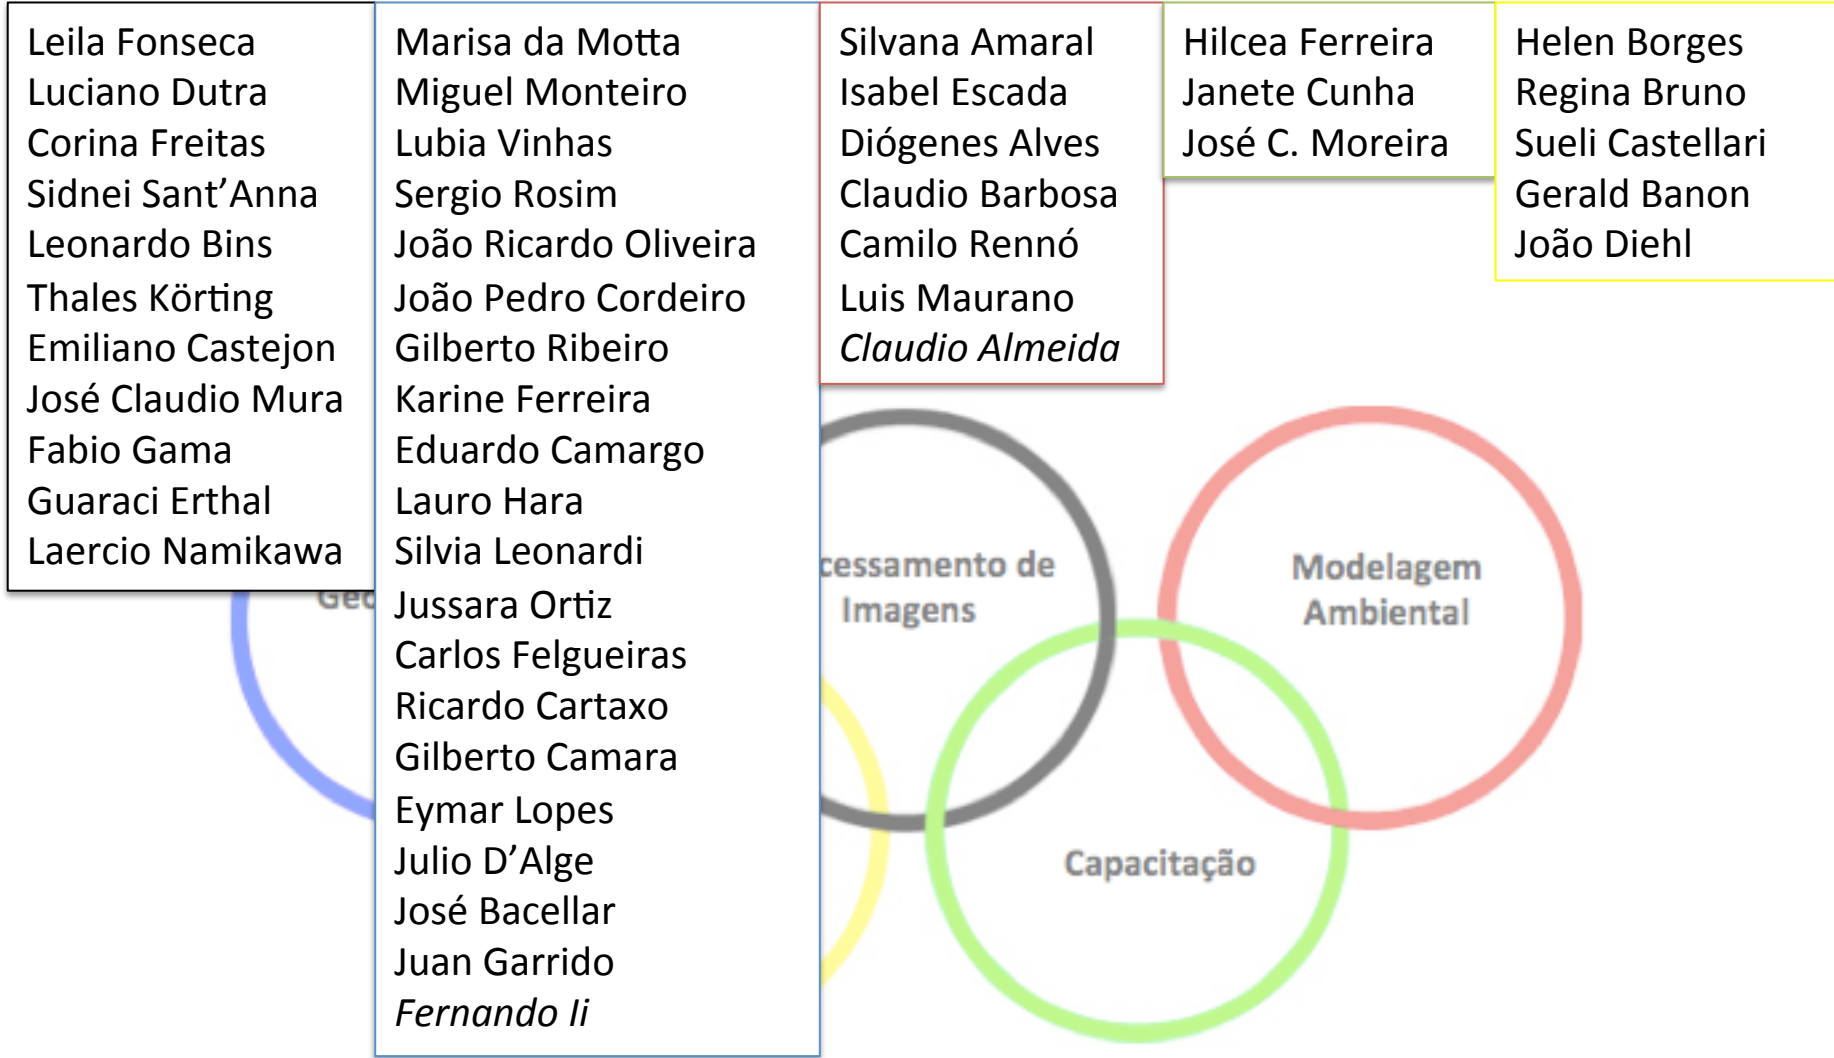 Leila Fonseca
Luciano Dutra
Corina Freitas
Sidnei Sant’Anna
Leonardo Bins
Thales Körting
Emiliano Castejon
José Claudio Mura
Fabio Gama
Guaraci Erthal
Laercio Namikawa
Marisa da Motta
Miguel Monteiro
Lubia Vinhas
Sergio Rosim
João Ricardo Oliveira
João Pedro Cordeiro
Gilberto Ribeiro
Karine Ferreira
Eduardo Camargo
Lauro Hara
Silvia Leonardi
Jussara Ortiz
Carlos Felgueiras
Ricardo Cartaxo
Gilberto Camara
Eymar Lopes
Julio D’Alge
José Bacellar
Juan Garrido
Fernando Ii
Silvana Amaral
Isabel Escada
Diógenes Alves
Claudio Barbosa
Camilo Rennó
Luis Maurano
Claudio Almeida
Hilcea Ferreira
Janete Cunha
José C. Moreira
Helen Borges
Regina Bruno
Sueli Castellari
Gerald Banon
João Diehl
cessamento de
Imagens
Modelagem
Ambiental
Capacitação